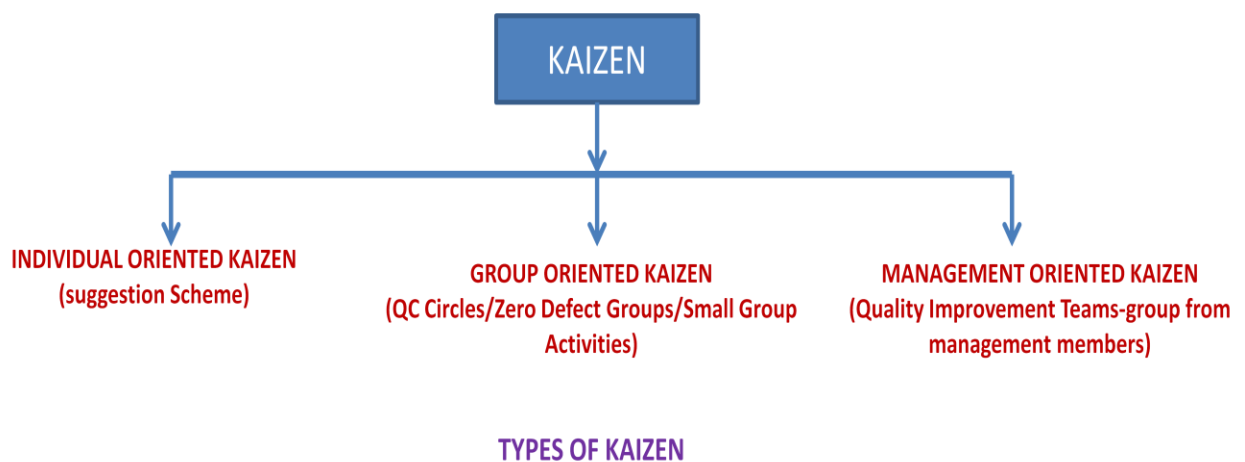 KAIZEN
INDIVIDUAL ORIENTED KAIZEN
(suggestion Scheme)
GROUP ORIENTED KAIZEN
(QC Circles/Zero Defect Groups/Small Group
Activities)
MANAGEMENT ORIENTED KAIZEN
(Quality Improvement Teams-group from
management members)
TYPES OF KAIZEN